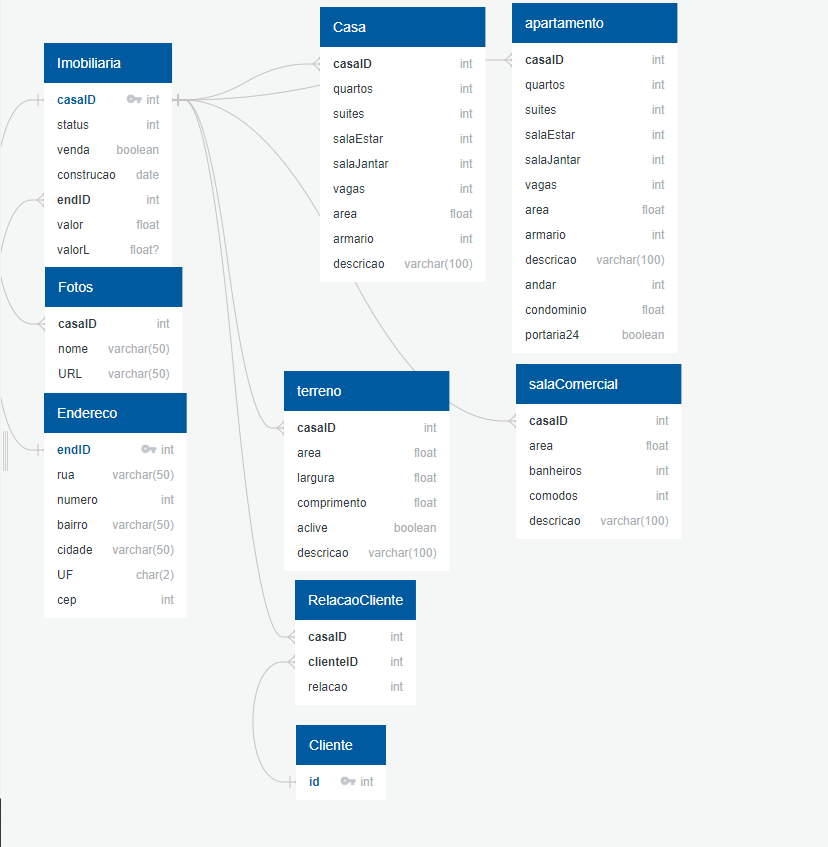 Imobiliaria
casaID int
status int
venda boolean
construcao date
endID int
valor float
valorL float?
Fotos
casaID int
nome varchar(50)
URL varchar(50)
Endereco
endID int
rua varchar(50)
numero int
bairro varchar(50)
cidade varchar(50)
UF char(2)
cep int
Casa
casaID int
quartos int
suites int
salaEstar int
salaJantar int
vagas int
area float
armario int
descricao varchar(100)
apartamento
casaID int
quartos int
suites int
salaEstar int
salaJantar int
vagas int
area float
armario int
descricao varchar(100)
andar int
condominio float
portaria24 boolean
terreno
casaID int
area float
largura float
comprimento float
aclive boolean
descricao varchar(100)
salaComercial
casaID int
area float
banheiros int
comodos int
descricao varchar(100)
RelacaoCliente
casaID int
clienteID int
relacao int
Cliente
id int